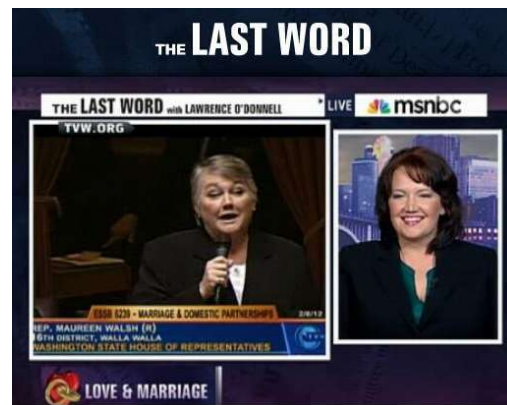 THE LAST WORD
THE LAST WORD with LAWRENCE O'DONNELL
LIVE msnbc
TVW.ORG
ESSB 6239 - MARRIAGE & DOMESTIC PARTNERSHIPS 2/8/12
REP. MAUREEN WALSH (R)
16TH DISTRICT, WALLA WALLA
WASHINGTON STATE HOUSE OF REPRESENTATIVES
LOVE & MARRIAGE